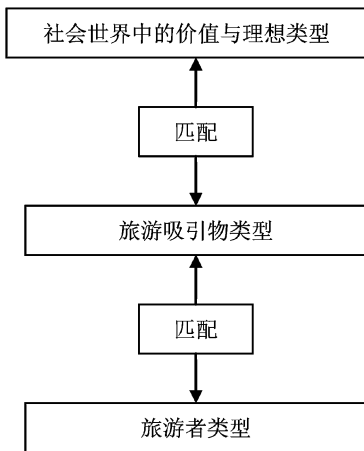 社会世界中的价值与理想类型
匹配
旅游吸引物类型
匹配
旅游者类型